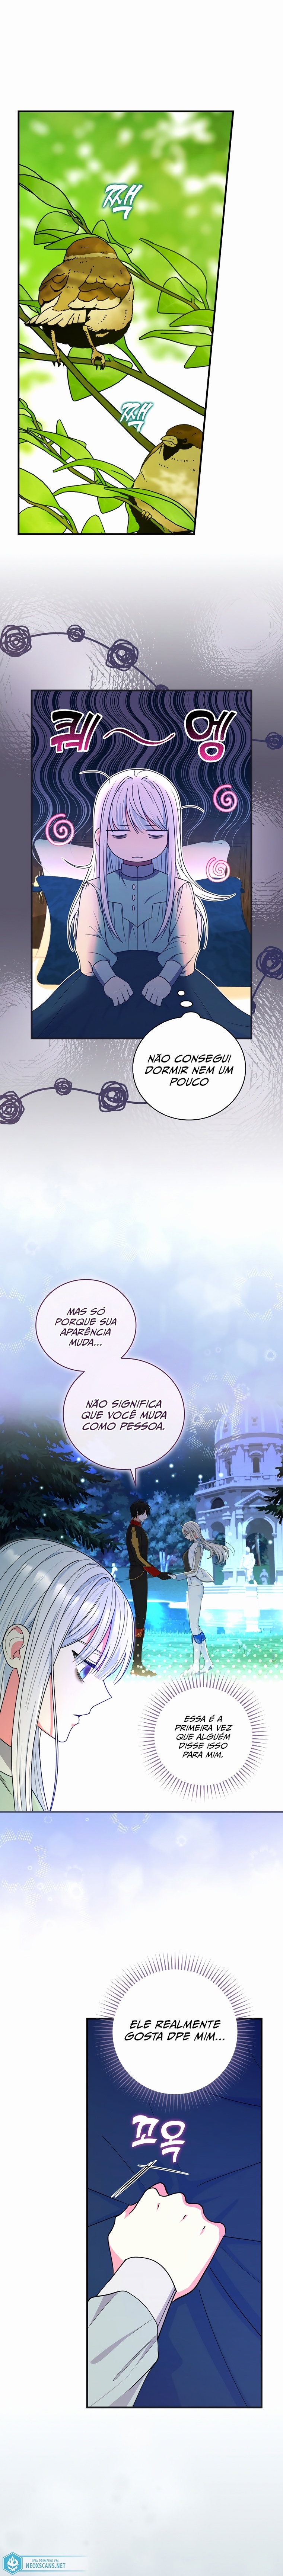 짹
짹
퀘~엥
NÃO CONSEGUI
DORMIR NEM UM
POUCO
MAS SÓ
PORQUE SUA
APARÊNCIA
MUDA...
NÃO SIGNIFICA
QUE VOCÊ MUDA
COMO PESSOA.
ESSA É A
PRIMEIRA VEZ
QUE ALGUÉM
DISSE ISSO
PARA MIM.
ELE REALMENTE
GOSTA DPE MIM...
꼬옥
NEOXSCANS.NET